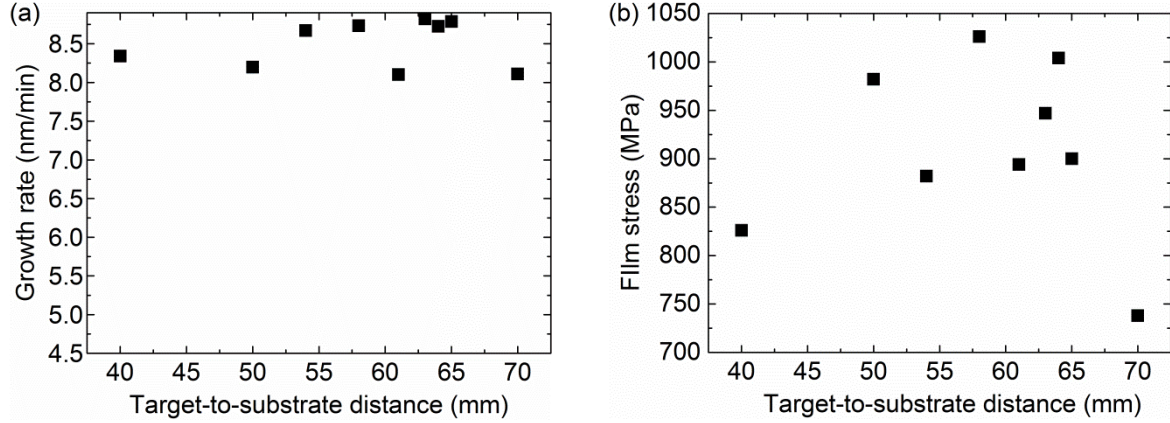 (a)
Growth rate (nm/min)
8.5
8.0
7.5
7.0
6.5
6.0
5.5
5.0
4.5
40 45 50 55 60 65 70
Target-to-substrate distance (mm)
(b)
FIlm stress (MPa)
1050
1000
950
900
850
800
750
700
40 45 50 55 60 65 70
Target-to-substrate distance (mm)